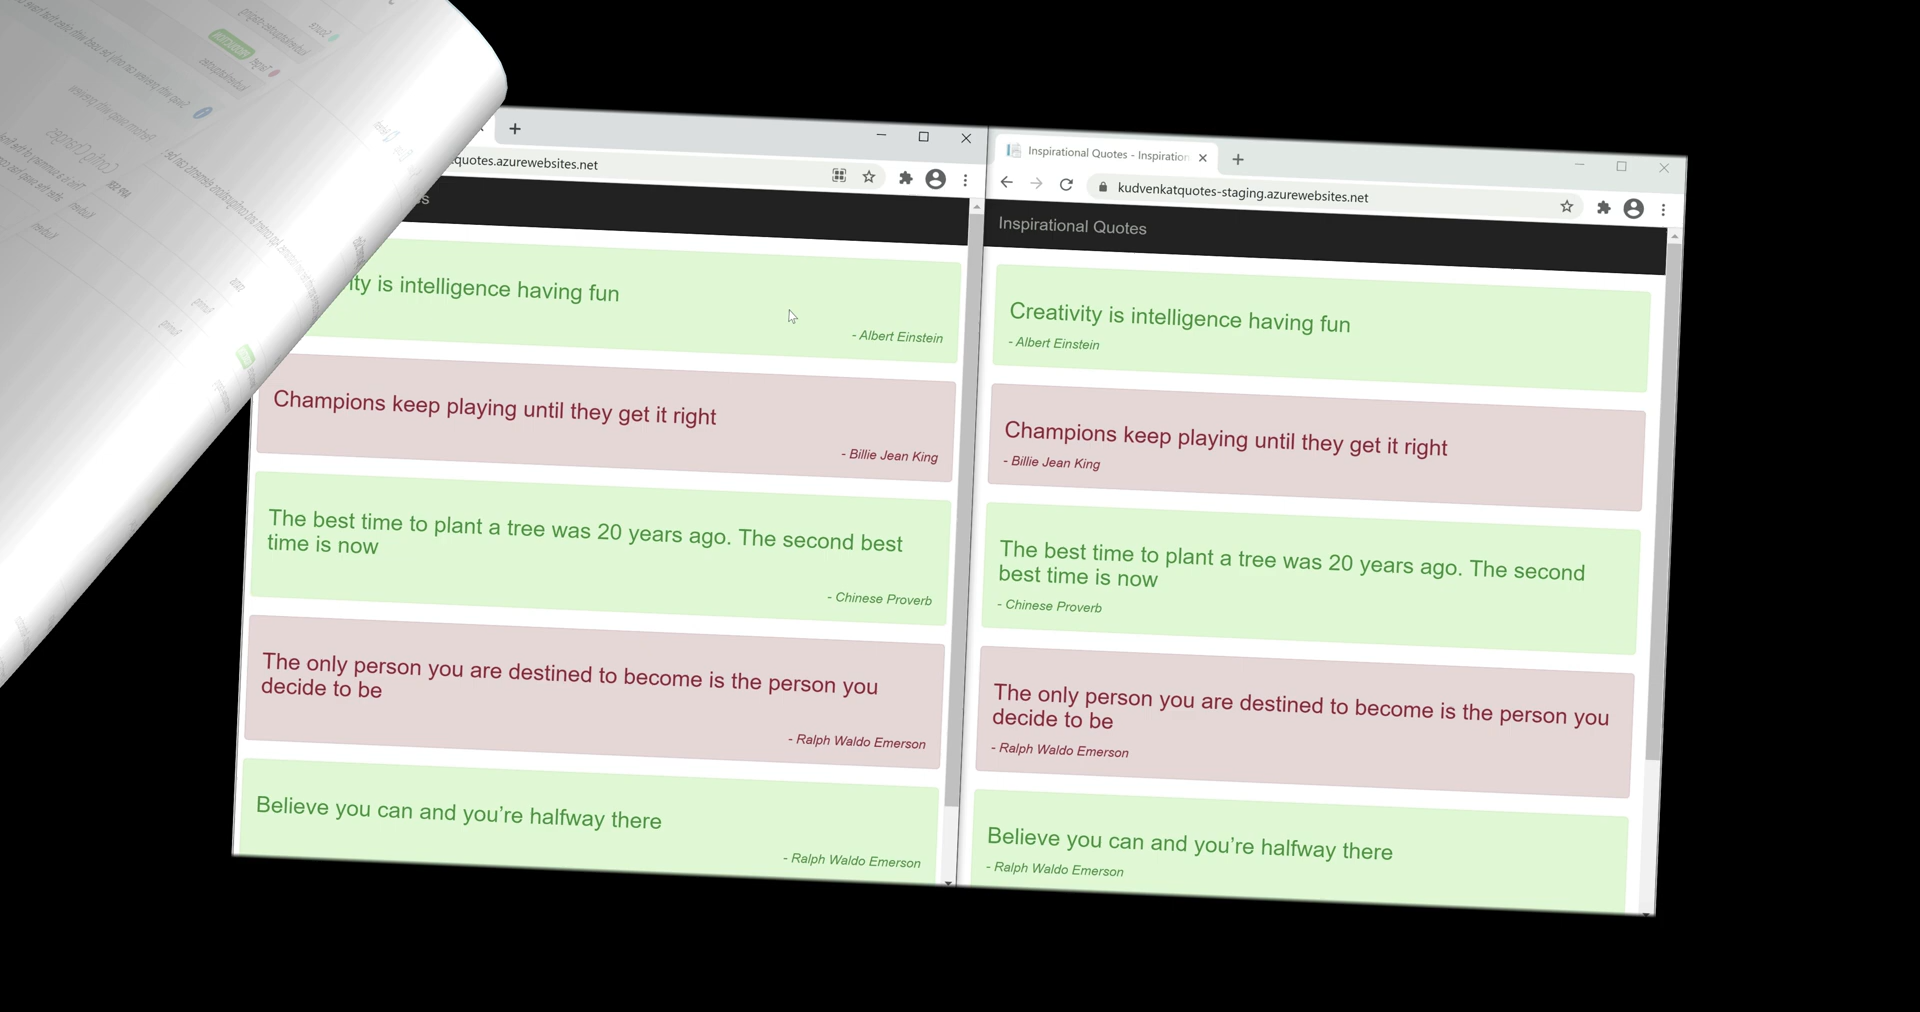 quotes.azurewebsites.net
s
ity is intelligence having fun
- Albert Einstein
Champions keep playing until they get it right
- Billie Jean King
The best time to plant a tree was 20 years ago. The second best
time is now
- Chinese Proverb
The only person you are destined to become is the person you
decide to be
- Ralph Waldo Emerson
Believe you can and you’re halfway there
- Ralph Waldo Emerson
Inspirational Quotes - Inspiration
kudvenkatquotes-staging.azurewebsites.net
Inspirational Quotes
Creativity is intelligence having fun
- Albert Einstein
Champions keep playing until they get it right
- Billie Jean King
The best time to plant a tree was 20 years ago. The second
best time is now
- Chinese Proverb
The only person you are destined to become is the person you
decide to be
- Ralph Waldo Emerson
Believe you can and you’re halfway there
- Ralph Waldo Emerson